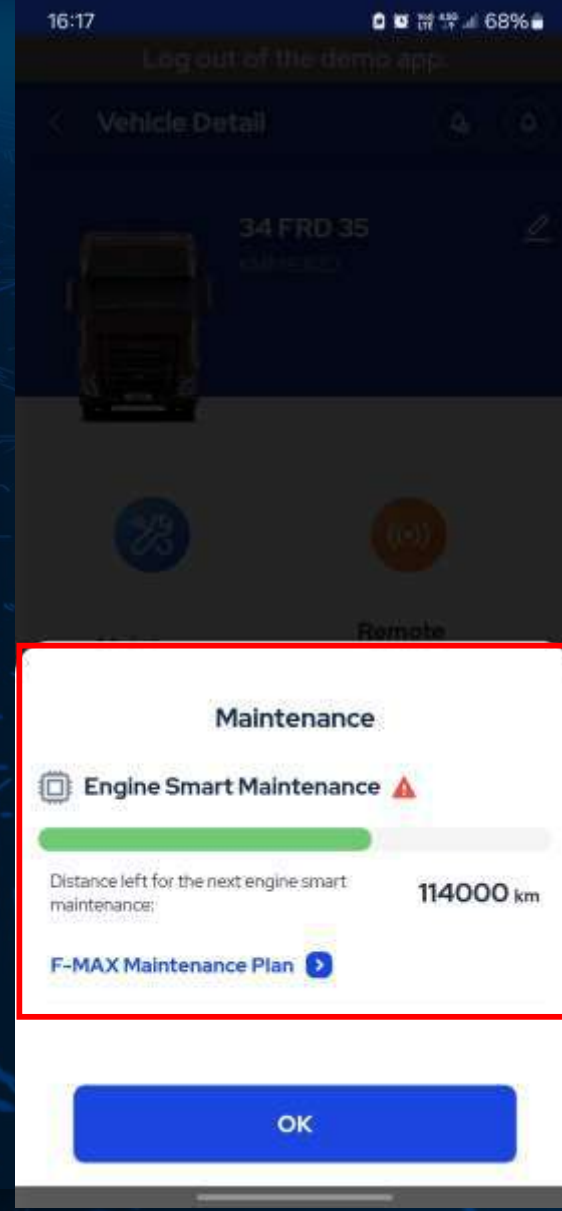 16:17
68%
Log out of the demo app.
Vehicle Detail
34 FRD 35
Remote
Maintenance
Engine Smart Maintenance
Distance left for the next engine smart
maintenance:
114000 km
F-MAX Maintenance Plan
OK